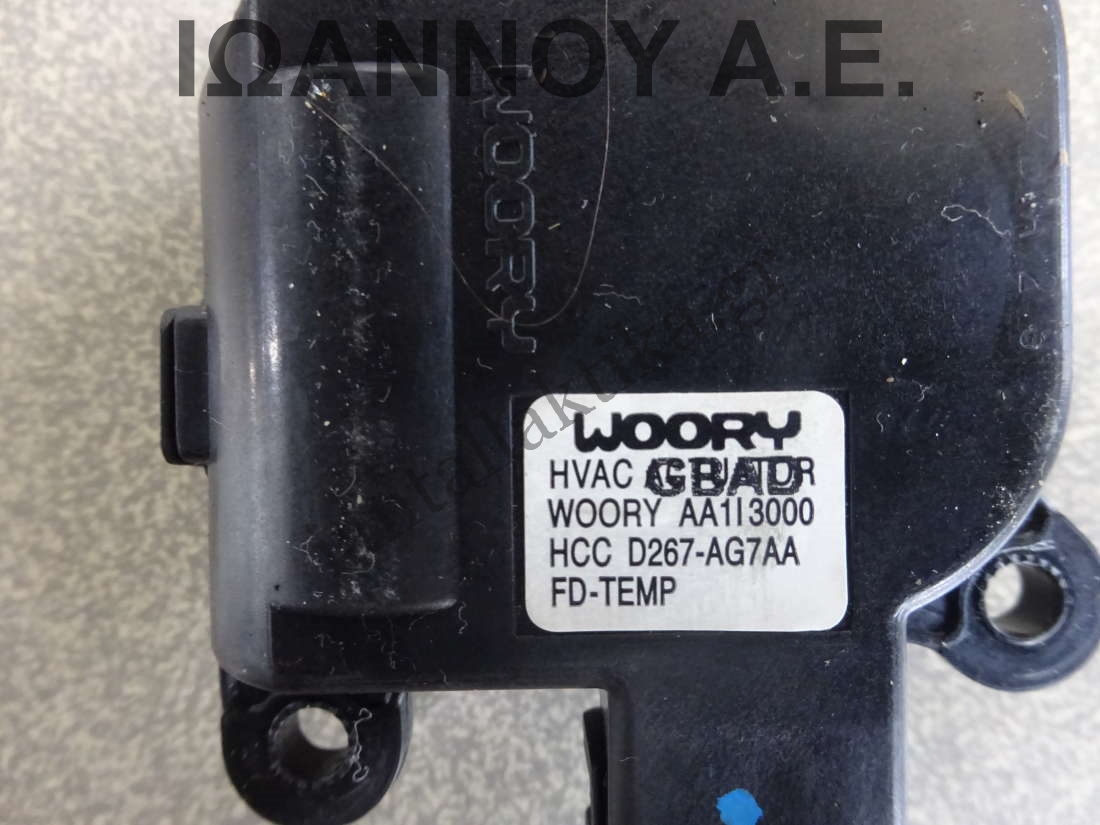 ΙΩΑΝΝΟΥ Α.Ε.
WOORY
WOORY
HVAC GBAD
WOORY AA1I3000
HCC D267-AG7AA
FD-TEMP